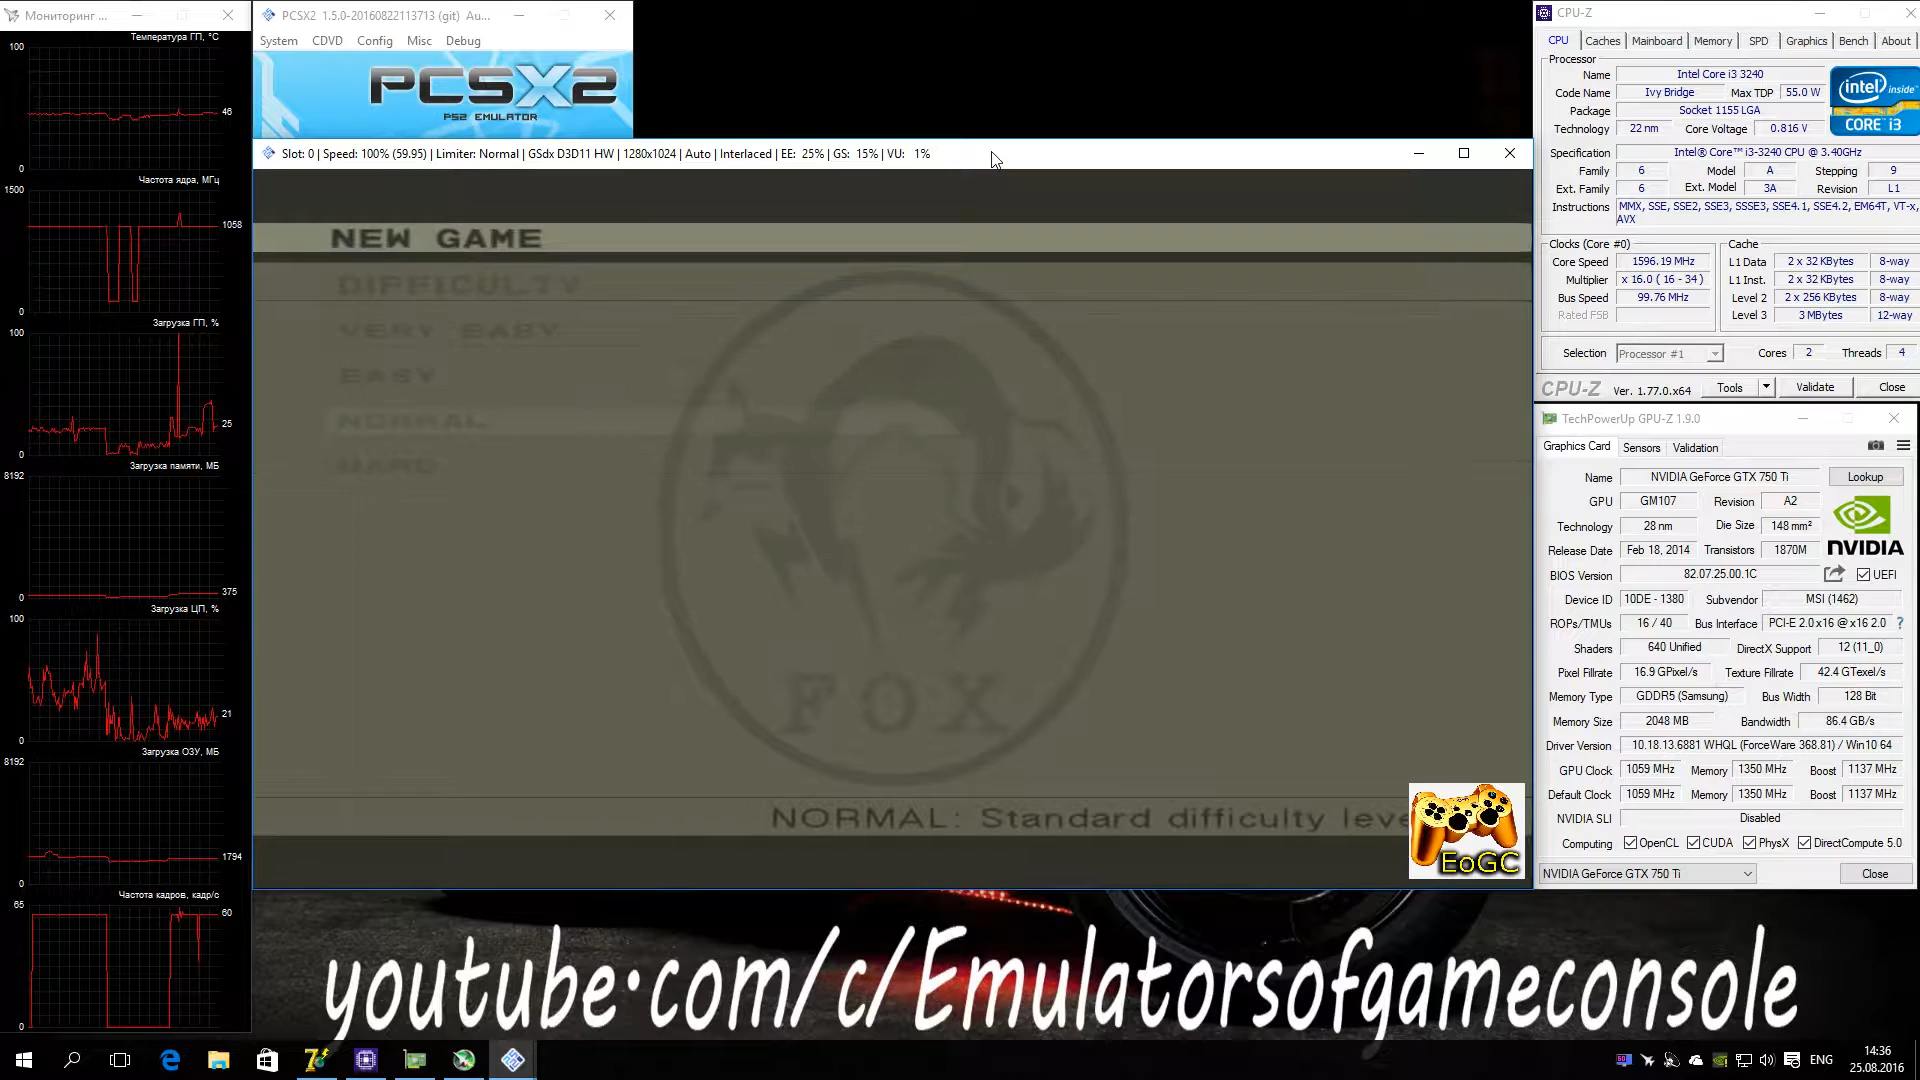 Мониторинг ...
Температура ГП, °C
100
46
0
Частота ядра, МГц
1500
1058
0
Загрузка ГП, %
100
25
0
Загрузка памяти, МБ
8192
375
0
Загрузка ЦП, %
100
21
0
Загрузка ОЗУ, МБ
8192
1794
0
Частота кадров, кадр/с
65
60
0
PCSX2 1.5.0-20160822113713 (git) Au...
System CDVD Config Misc Debug
PCSX2
PS2 EMULATOR
Slot: 0 | Speed: 100% (59.95) | Limiter: Normal | GSdx D3D11 HW | 1280x1024 | Auto | Interlaced | EE: 25% | GS: 15% | VU: 1%
NEW GAME
DIFFICULTY
VERY EASY
EASY
NORMAL
HARD
FOX
NORMAL: Standard difficulty leve
EoGC
CPU-Z
CPU Caches Mainboard Memory SPD Graphics Bench About
Processor
Name Intel Core i3 3240
Code Name Ivy Bridge Max TDP 55.0 W
Package Socket 1155 LGA
Technology 22 nm Core Voltage 0.816 V
intel inside™
CORE i3
Specification Intel® Core™ i3-3240 CPU @ 3.40GHz
Family 6 Model A Stepping 9
Ext. Family 6 Ext. Model 3A Revision L1
Instructions MMX, SSE, SSE2, SSE3, SSSE3, SSE4.1, SSE4.2, EM64T, VT-x, AVX
Clocks (Core #0)
Core Speed 1596.19 MHz
Multiplier x 16.0 ( 16 - 34 )
Bus Speed 99.76 MHz
Rated FSB
Cache
L1 Data 2 x 32 KBytes 8-way
L1 Inst. 2 x 32 KBytes 8-way
Level 2 2 x 256 KBytes 8-way
Level 3 3 MBytes 12-way
Selection Processor #1 Cores 2 Threads 4
CPU-Z Ver. 1.77.0.x64 Tools Validate Close
TechPowerUp GPU-Z 1.9.0
Graphics Card Sensors Validation
Name NVIDIA GeForce GTX 750 Ti Lookup
GPU GM107 Revision A2
Technology 28 nm Die Size 148 mm²
Release Date Feb 18, 2014 Transistors 1870M
NVIDIA
BIOS Version 82.07.25.00.1C UEFI
Device ID 10DE - 1380 Subvendor MSI (1462)
ROPs/TMUs 16 / 40 Bus Interface PCI-E 2.0 x16 @ x16 2.0 ?
Shaders 640 Unified DirectX Support 12 (11_0)
Pixel Fillrate 16.9 GPixel/s Texture Fillrate 42.4 GTexel/s
Memory Type GDDR5 (Samsung) Bus Width 128 Bit
Memory Size 2048 MB Bandwidth 86.4 GB/s
Driver Version 10.18.13.6881 WHQL (ForceWare 368.81) / Win10 64
GPU Clock 1059 MHz Memory 1350 MHz Boost 1137 MHz
Default Clock 1059 MHz Memory 1350 MHz Boost 1137 MHz
NVIDIA SLI Disabled
Computing OpenCL CUDA PhysX DirectCompute 5.0
NVIDIA GeForce GTX 750 Ti Close
youtube.com/c/Emulatorsofgameconsole
60
ENG
14:36
25.08.2016